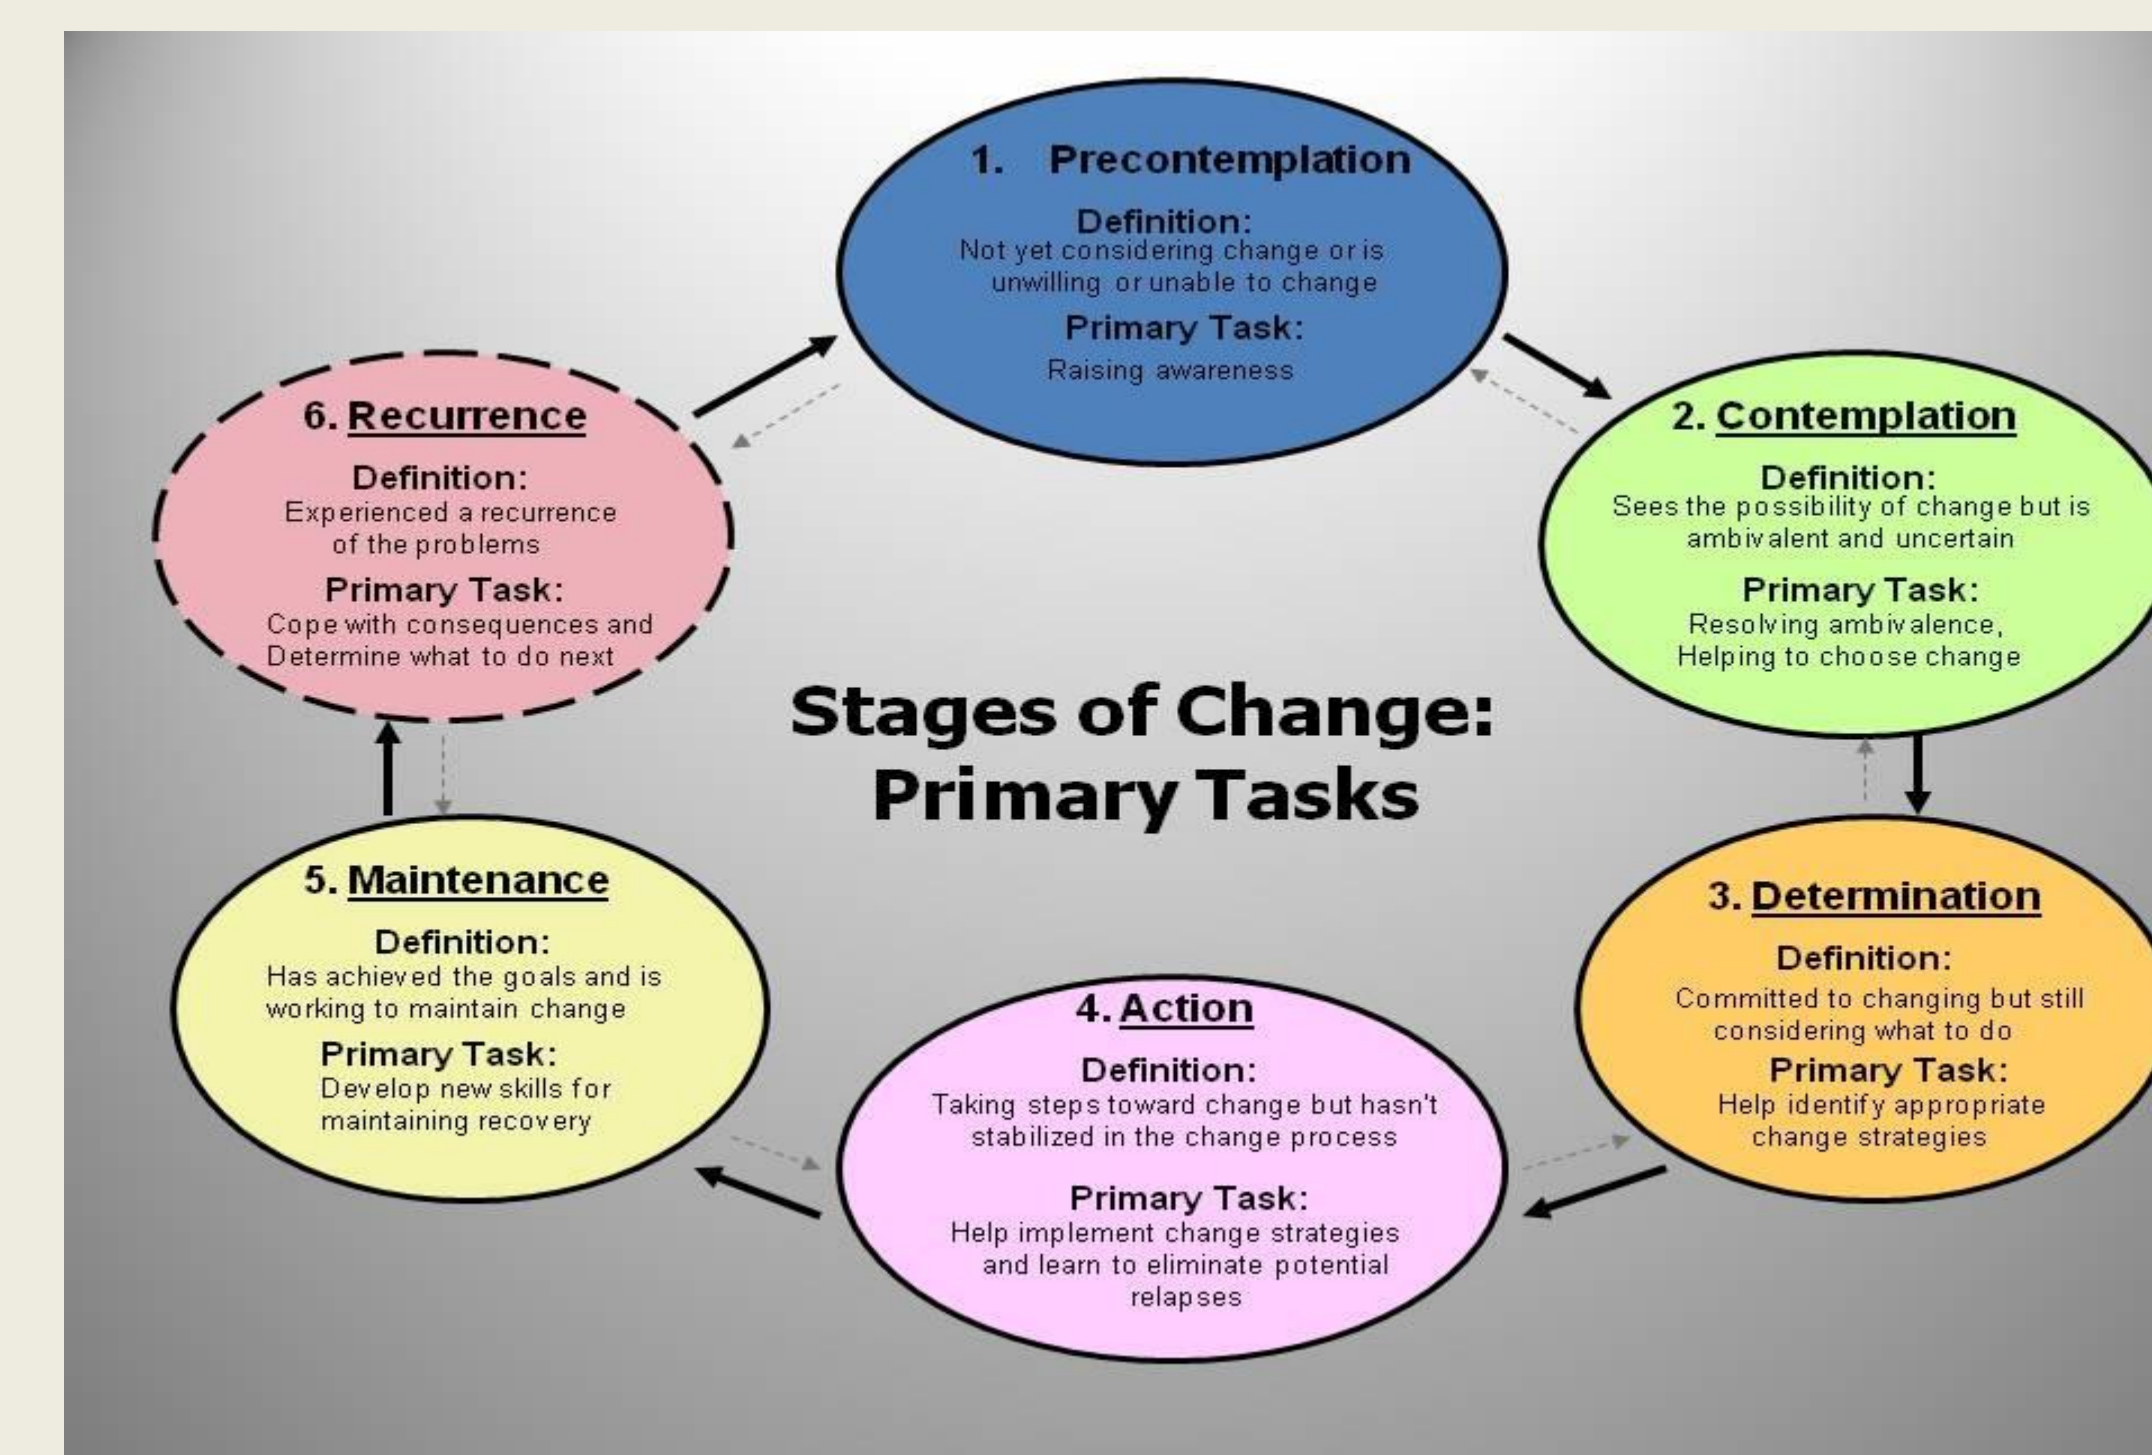 1. Precontemplation
Definition:
Not yet considering change or is
unwilling or unable to change
Primary Task:
Raising awareness
2. Contemplation
Definition:
Sees the possibility of change but is
ambivalent and uncertain
Primary Task:
Resolving ambivalence,
Helping to choose change
3. Determination
Definition:
Committed to changing but still
considering what to do
Primary Task:
Help identify appropriate
change strategies
4. Action
Definition:
Taking steps toward change but hasn't
stabilized in the change process
Primary Task:
Help implement change strategies
and learn to eliminate potential
relapses
5. Maintenance
Definition:
Has achieved the goals and is
working to maintain change
Primary Task:
Develop new skills for
maintaining recovery
6. Recurrence
Definition:
Experienced a recurrence
of the problems
Primary Task:
Cope with consequences and
Determine what to do next
Stages of Change:
Primary Tasks